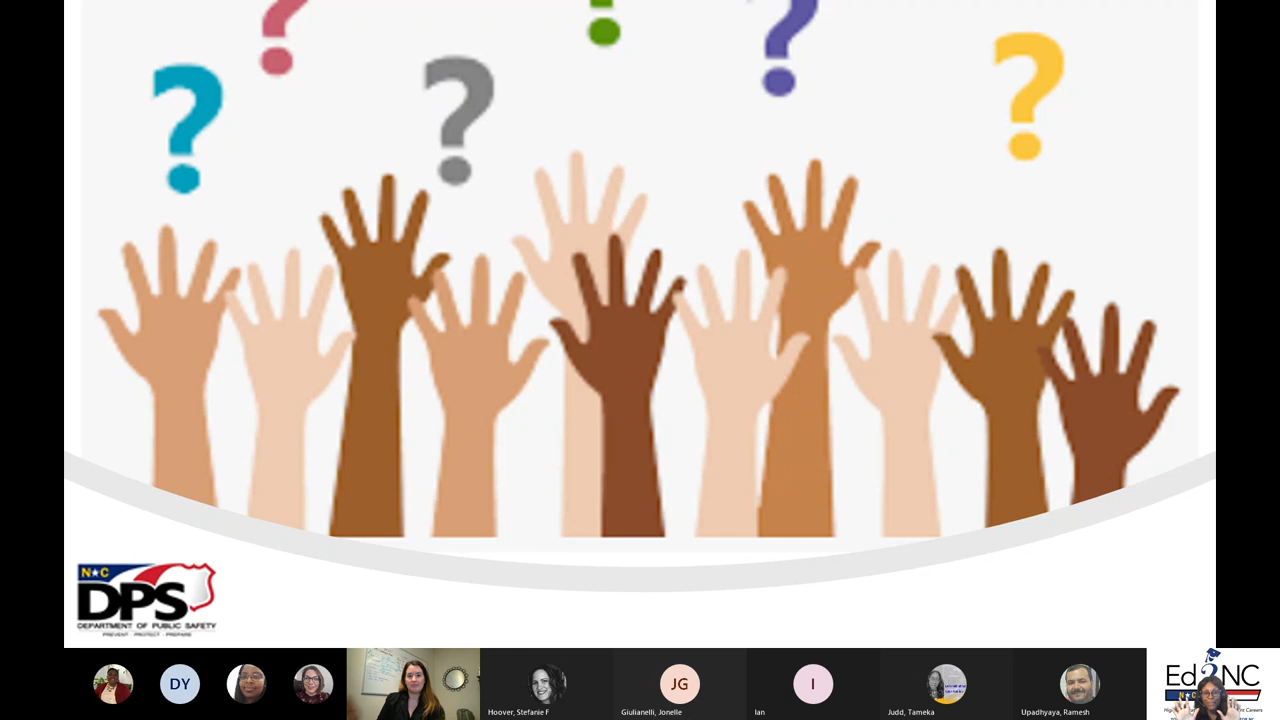 ?
?
?
?
?
?
N★C
DPS
DEPARTMENT OF PUBLIC SAFETY
PREVENT · PROTECT · PREPARE
DY
Hoover, Stefanie F
JG
Giulianelli, Jonelle
I
Ian
Judd, Tameka
Upadhyaya, Ramesh
Ed2NC